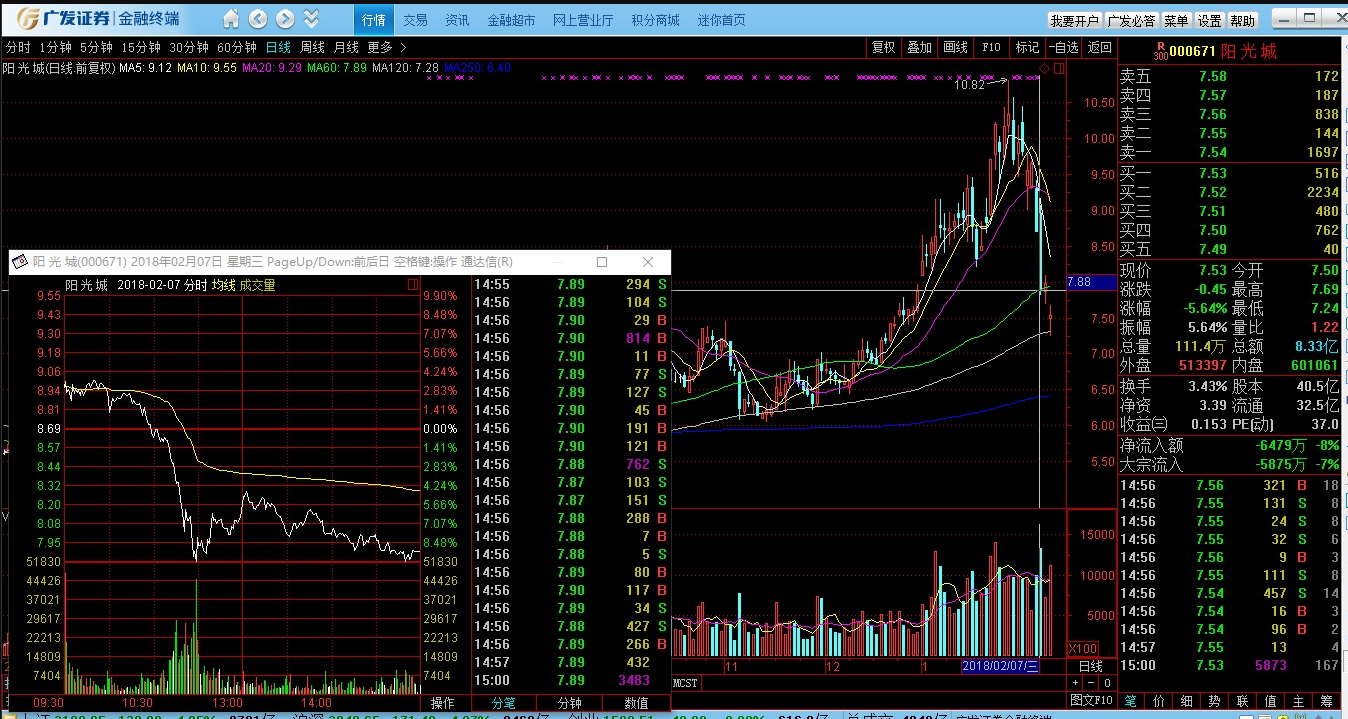 广发证券 金融终端 行情 交易 资讯 金融超市 网上营业厅 积分商城 迷你首页 我要开户 广发必答 菜单 设置 帮助
分时 1分钟 5分钟 15分钟 30分钟 60分钟 日线 周线 月线 更多 > 复权 叠加 画线 F10 标记 -自选 返回
阳光城(日线.前复权) MA5: 9.12 MA10: 9.55 MA20: 9.29 MA60: 7.89 MA120: 7.28 MA250: 6.40
10.82
10.50
10.00
9.50
9.00
8.50
7.88
7.50
7.00
6.50
6.00
5.50
15000
10000
5000
X100
11 12 1 2018/02/07/三 日线
MCST
+ - 0
图文F10
阳光城(000671) 2018年02月07日 星期三 PageUp/Down:前后日 空格键:操作 通达信(R)
阳光城 2018-02-07 分时 均线 成交量
9.55 9.90%
9.43 8.48%
9.30 7.07%
9.18 5.66%
9.06 4.24%
8.94 2.83%
8.81 1.41%
8.69 0.00%
8.57 1.41%
8.44 2.83%
8.32 4.24%
8.20 5.66%
8.08 7.07%
7.95 8.48%
51830 51830
44426 44426
37021 37021
29617 29617
22213 22213
14809 14809
7404 7404
09:30 10:30 13:00 14:00 操作
14:55 7.89 294 S
14:56 7.89 104 S
14:56 7.90 29 B
14:56 7.90 814 B
14:56 7.90 11 B
14:56 7.89 77 S
14:56 7.89 127 S
14:56 7.90 45 B
14:56 7.90 191 B
14:56 7.90 121 B
14:56 7.88 762 S
14:56 7.87 103 S
14:56 7.87 151 S
14:56 7.88 288 B
14:56 7.88 7 B
14:56 7.88 5 S
14:56 7.89 80 B
14:56 7.90 117 B
14:56 7.89 34 S
14:56 7.88 427 S
14:56 7.89 266 B
14:57 7.89 432
15:00 7.89 3483
分笔 分钟 数值
R 300 000671 阳光城
卖五 7.58 172
卖四 7.57 187
卖三 7.56 838
卖二 7.55 144
卖一 7.54 1697
买一 7.53 516
买二 7.52 2234
买三 7.51 480
买四 7.50 762
买五 7.49 40
现价 7.53 今开 7.50
涨跌 -0.45 最高 7.69
涨幅 -5.64% 最低 7.24
振幅 5.64% 量比 1.22
总量 111.4万 总额 8.33亿
外盘 513397 内盘 601061
换手 3.43% 股本 40.5亿
净资 3.39 流通 32.5亿
收益(三) 0.153 PE(动) 37.0
净流入额 -6479万 -8%
大宗流入 -5875万 -7%
14:56 7.56 321 B 18
14:56 7.55 131 S 8
14:56 7.55 24 S 8
14:56 7.55 32 S 6
14:56 7.56 9 B 3
14:56 7.55 111 S 8
14:56 7.54 457 S 14
14:56 7.54 16 B 3
14:56 7.54 96 B 2
14:57 7.55 13 4
15:00 7.53 5873 167
笔 价 细 势 联 值 主 筹